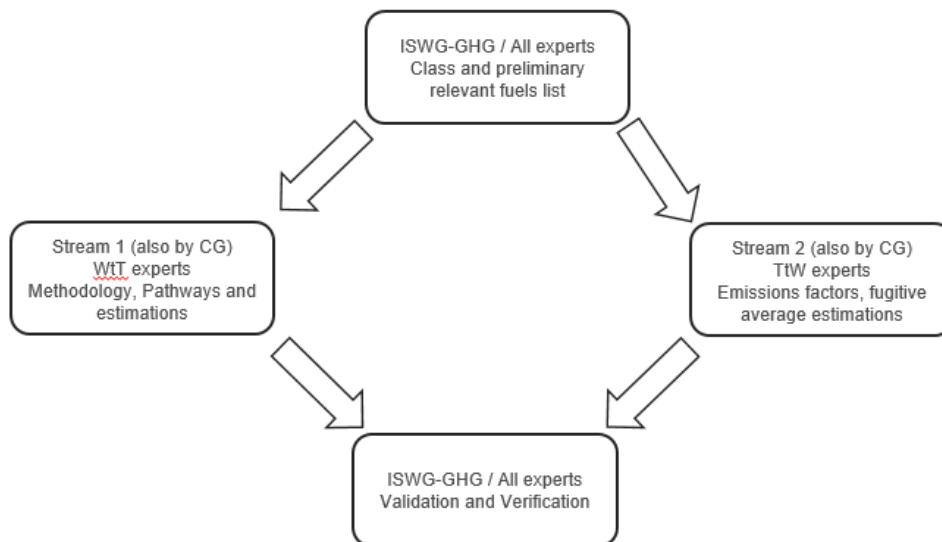 ISWG-GHG / All experts
Class and preliminary
relevant fuels list
Stream 1 (also by CG)
WtT experts
Methodology, Pathways and
estimations
Stream 2 (also by CG)
TtW experts
Emissions factors, fugitive
average estimations
ISWG-GHG / All experts
Validation and Verification